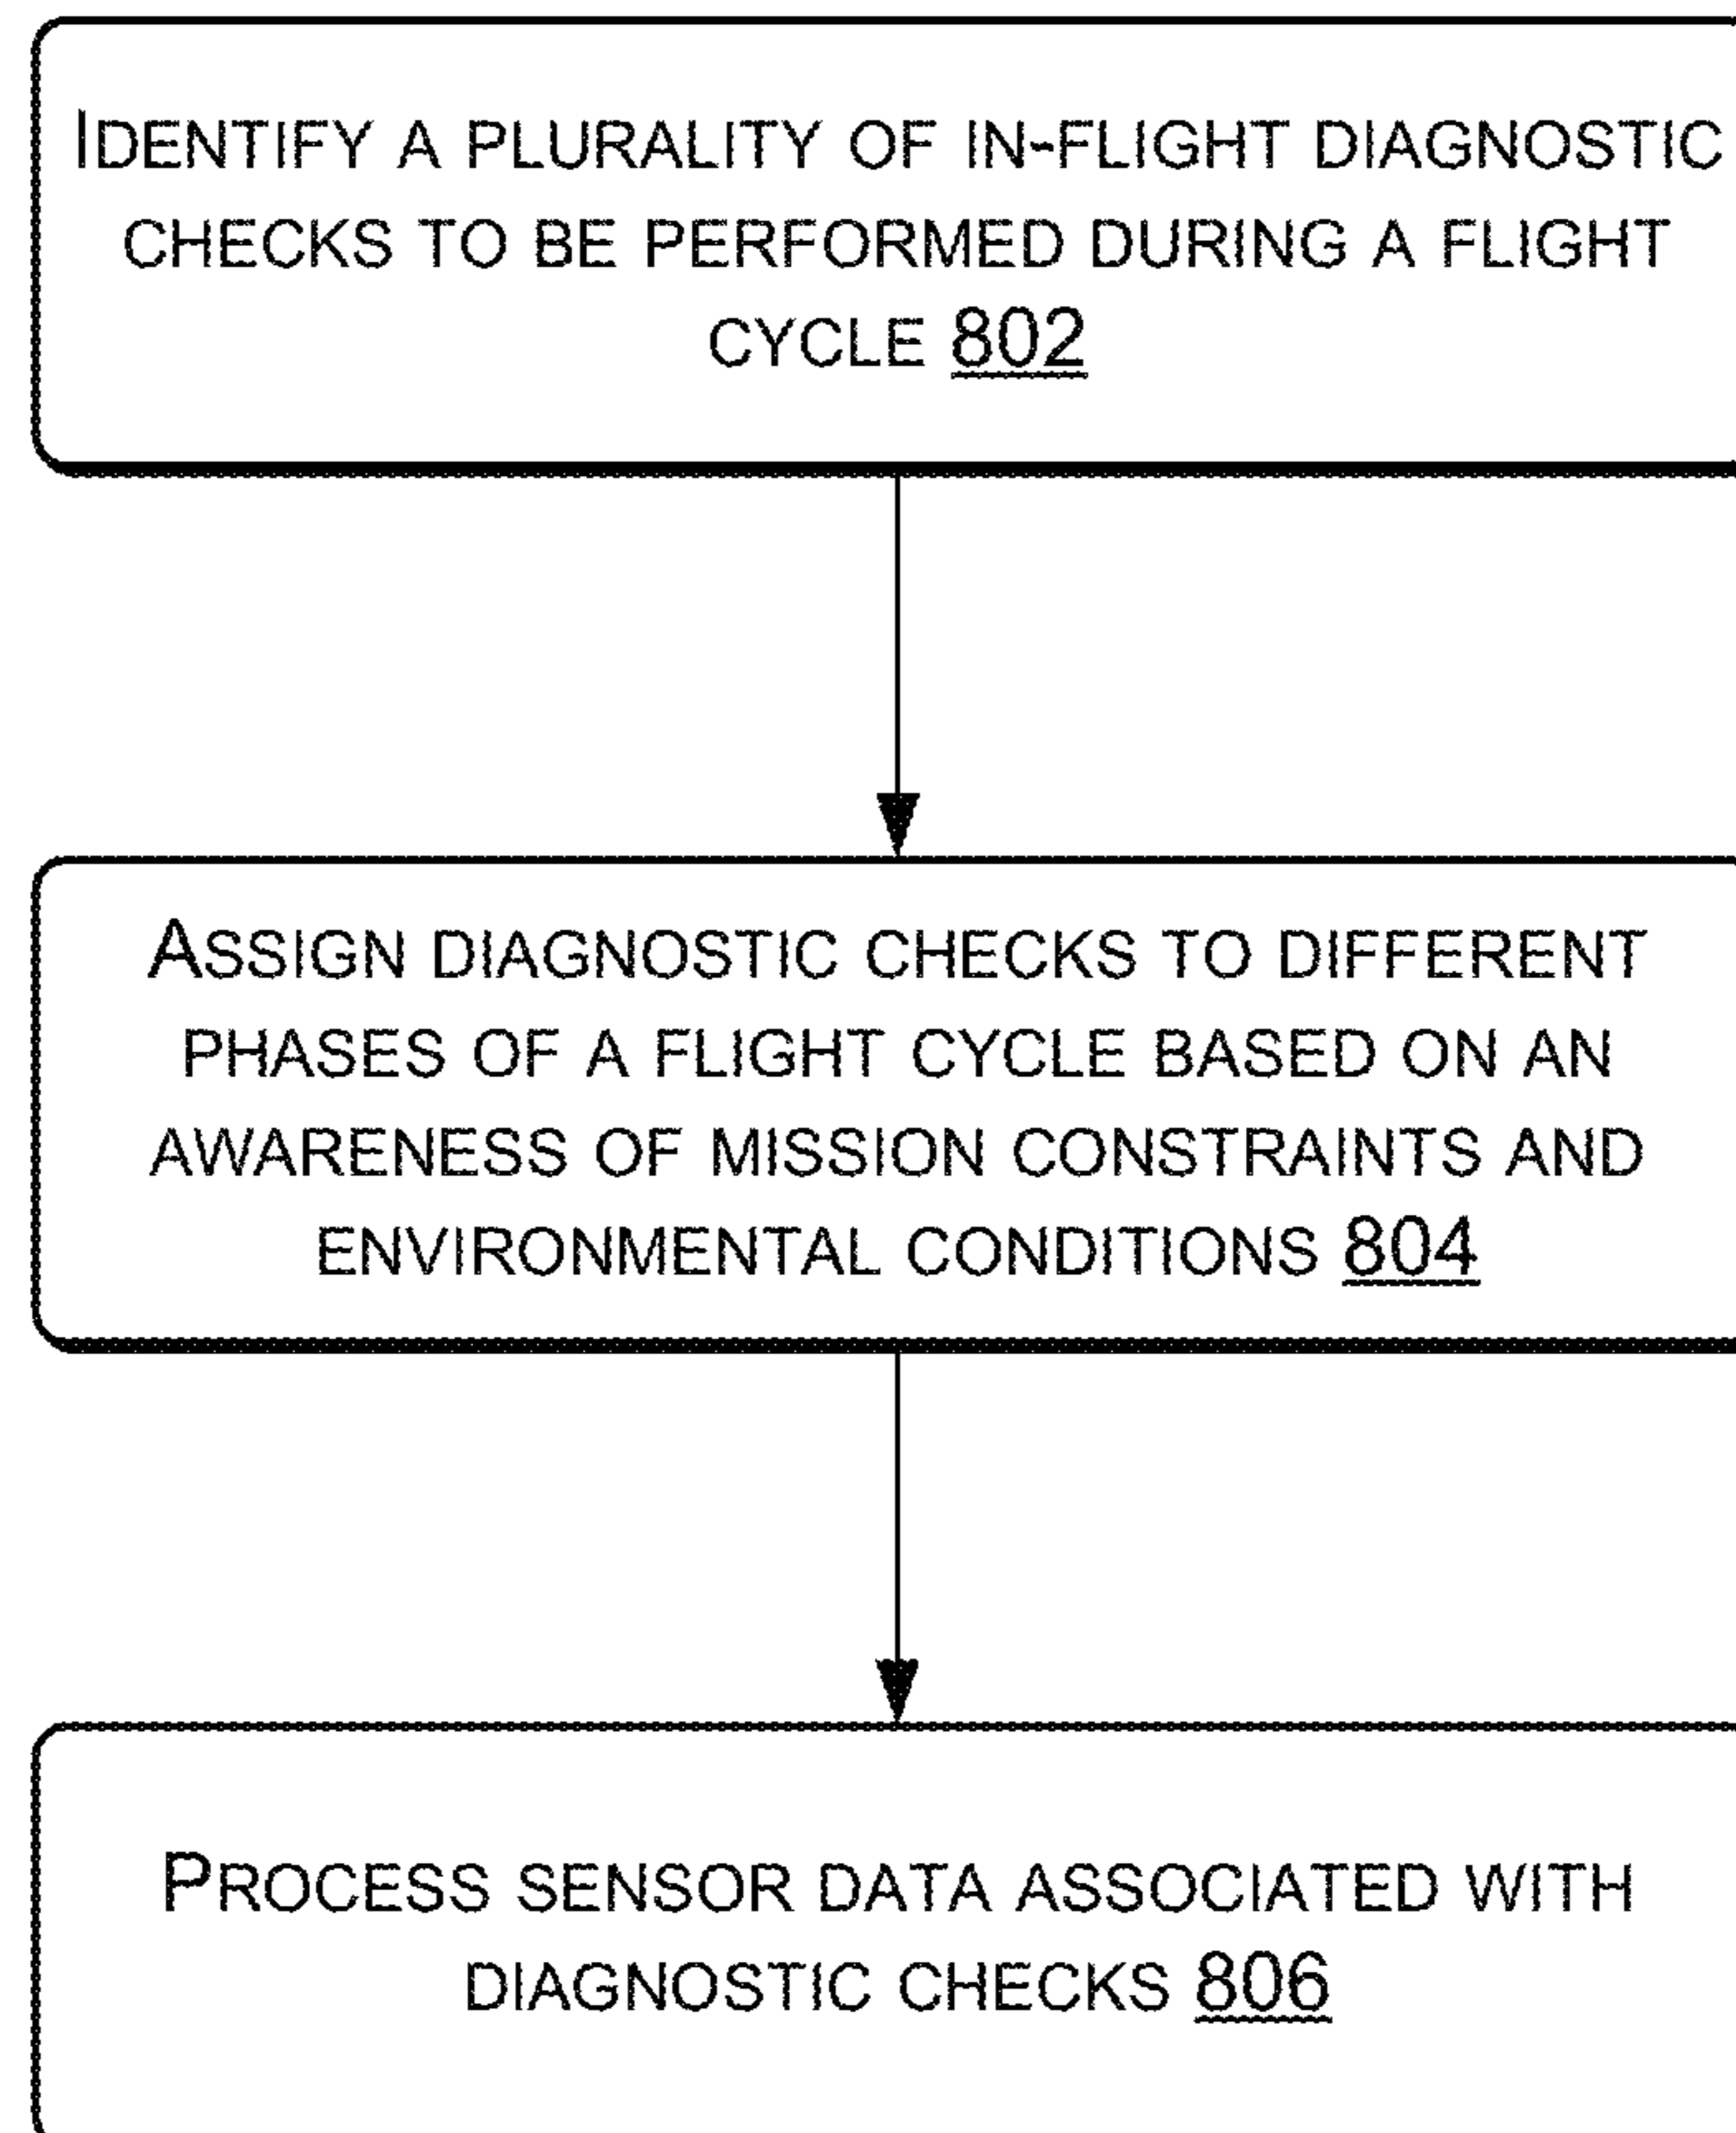 IDENTIFY A PLURALITY OF IN-FLIGHT DIAGNOSTIC
CHECKS TO BE PERFORMED DURING A FLIGHT
CYCLE 802
ASSIGN DIAGNOSTIC CHECKS TO DIFFERENT
PHASES OF A FLIGHT CYCLE BASED ON AN
AWARENESS OF MISSION CONSTRAINTS AND
ENVIRONMENTAL CONDITIONS 804
PROCESS SENSOR DATA ASSOCIATED WITH
DIAGNOSTIC CHECKS 806